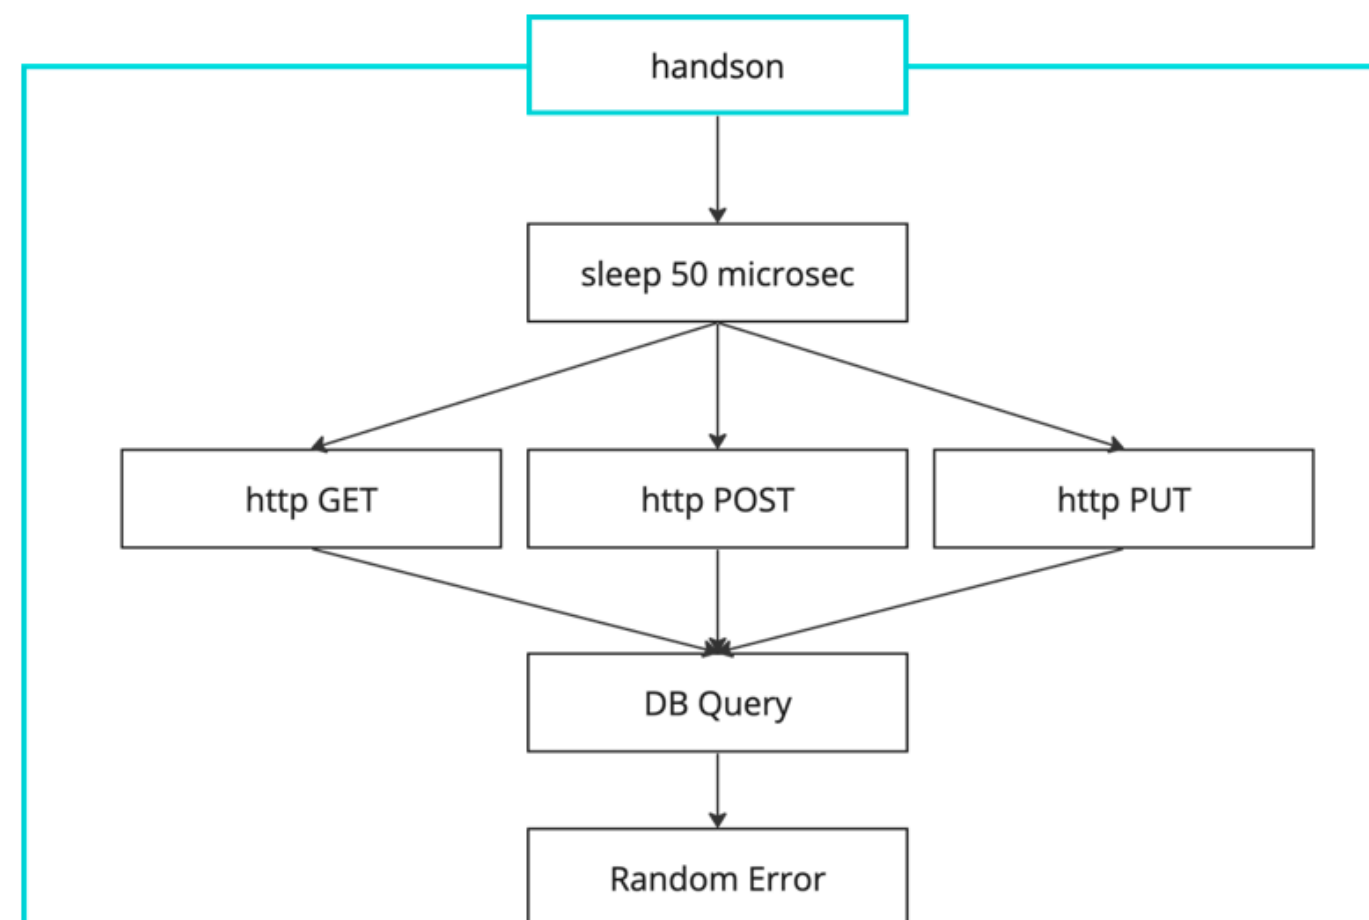 handson
sleep 50 microsec
http GET
http POST
http PUT
DB Query
Random Error